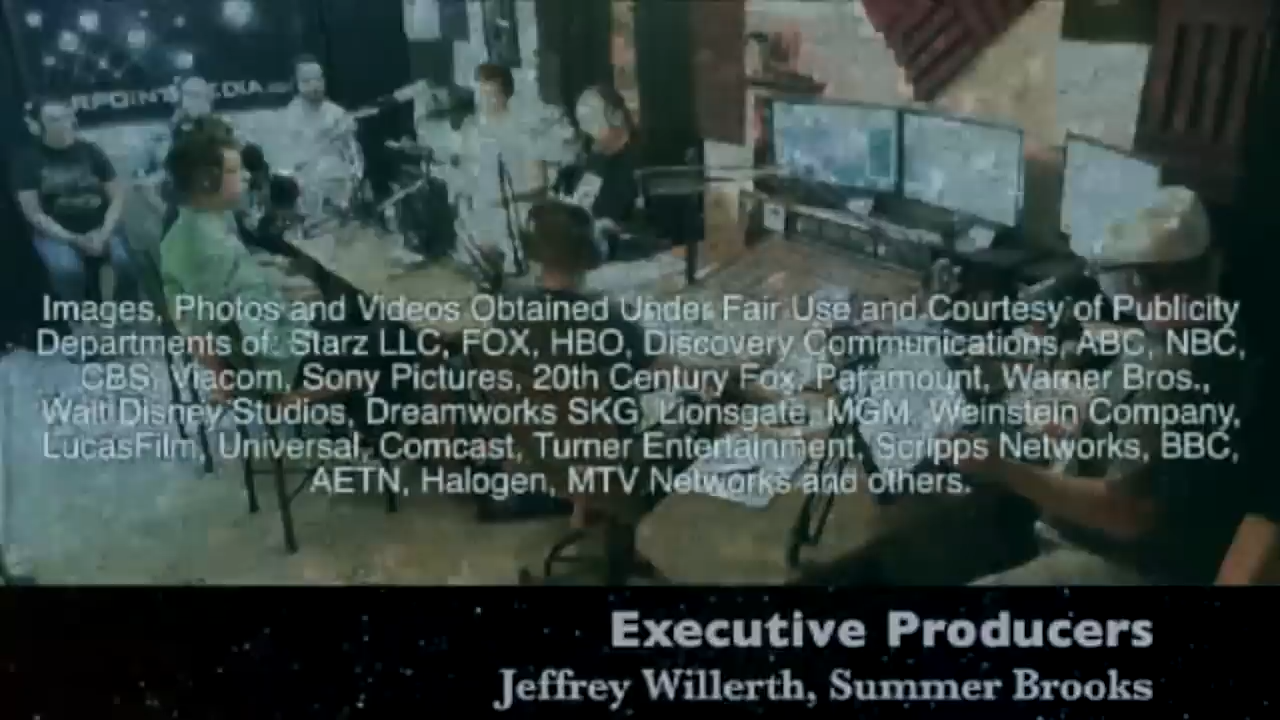 Images, Photos and Videos Obtained Under Fair Use and Courtesy of Publicity
Departments of: Starz LLC, FOX, HBO, Discovery Communications, ABC, NBC,
CBS, Viacom, Sony Pictures, 20th Century Fox, Paramount, Warner Bros.,
Walt Disney Studios, Dreamworks SKG, Lionsgate, MGM, Weinstein Company,
LucasFilm, Universal, Comcast, Turner Entertainment, Scripps Networks, BBC,
AETN, Halogen, MTV Networks and others.
Executive Producers
Jeffrey Willerth, Summer Brooks